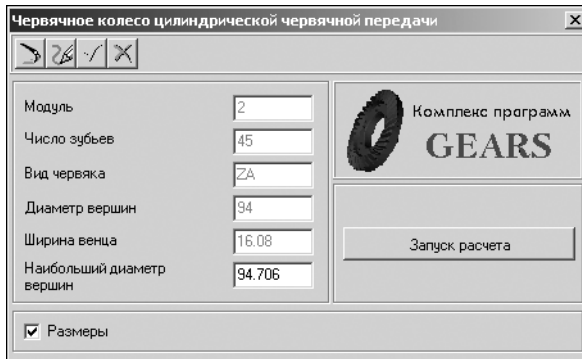 Червячное колесо цилиндрической червячной передачи
Модуль
2
Число зубьев
45
Вид червяка
ZA
Диаметр вершин
94
Ширина венца
16.08
Наибольший диаметр
вершин
94.706
Комплекс программ
GEARS
Запуск расчета
Размеры